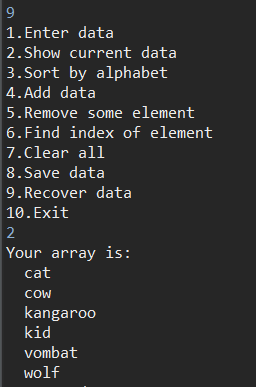 9
1.Enter data
2.Show current data
3.Sort by alphabet
4.Add data
5.Remove some element
6.Find index of element
7.Clear all
8.Save data
9.Recover data
10.Exit
2
Your array is:
cat
cow
kangaroo
kid
vombat
wolf